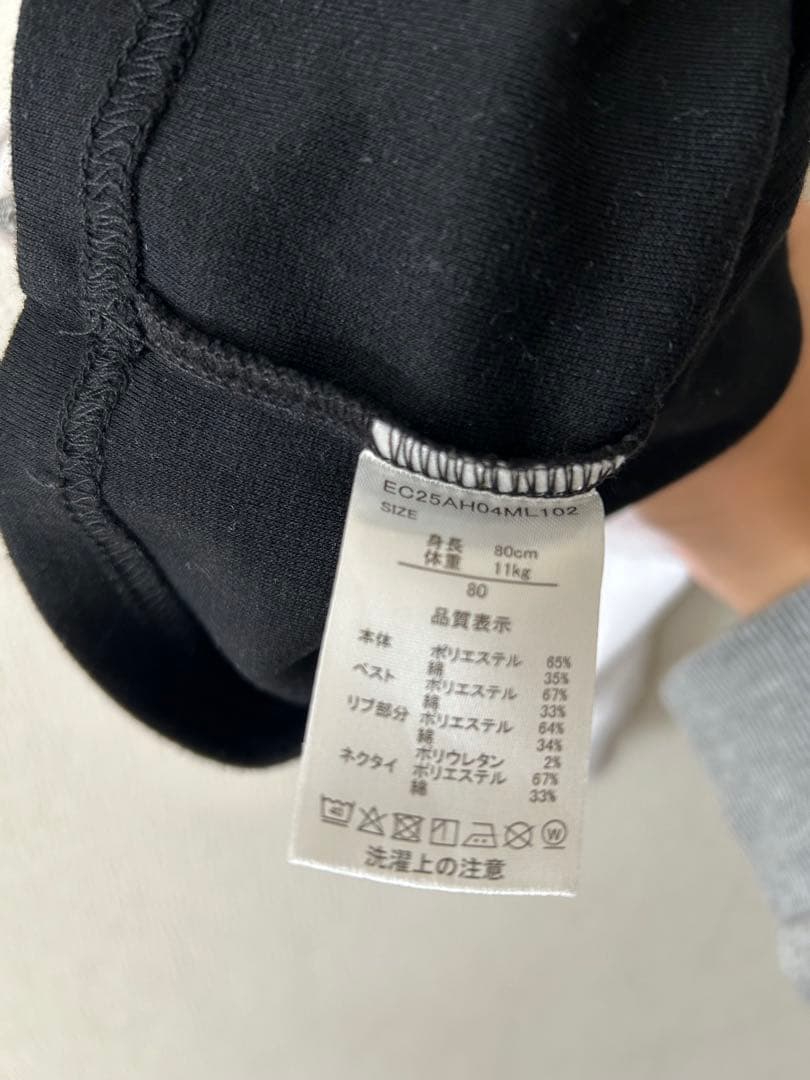 EC25AH04ML102
SIZE
身長 80cm
体重 11kg
80
品質表示
本体 ポリエステル 65%
綿 35%
ベスト ポリエステル 67%
綿 33%
リブ部分 ポリエステル 64%
綿 34%
ポリウレタン 2%
ネクタイ ポリエステル 67%
綿 33%
40 W
洗濯上の注意